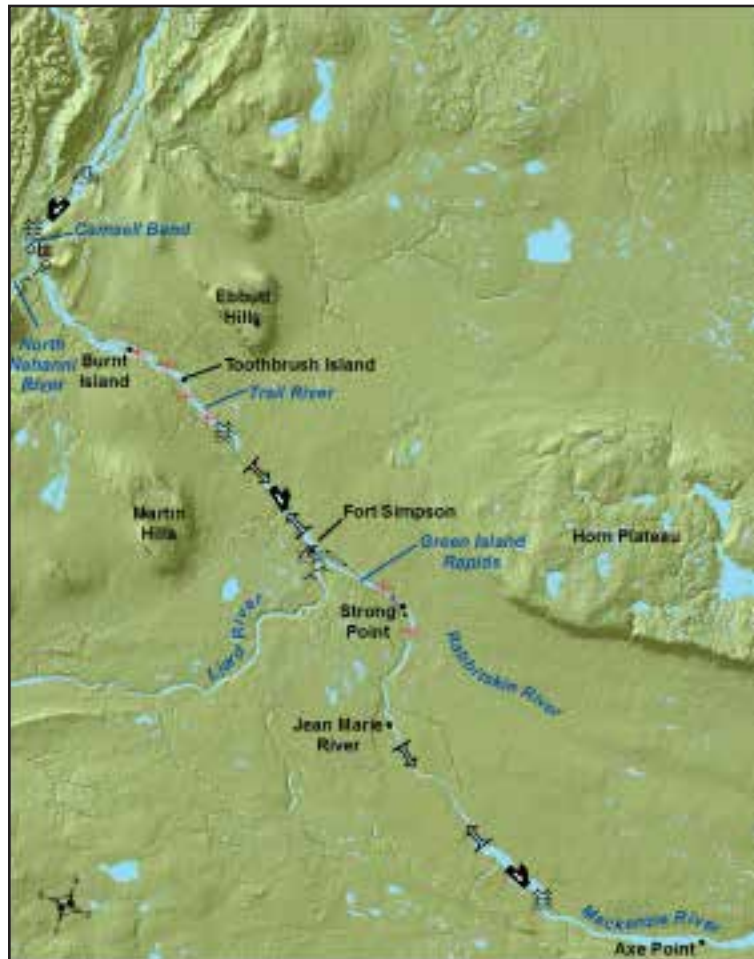 Camsell Bend
Ebbutt
Hills
North
Nahanni
River
Burnt
Island
Toothbrush Island
Trail River
Martin
Hills
Fort Simpson
Green Island
Rapids
Horn Plateau
Strong
Point
Liard River
Rabbitskin River
Jean Marie
River
Mackenzie River
Axe Point